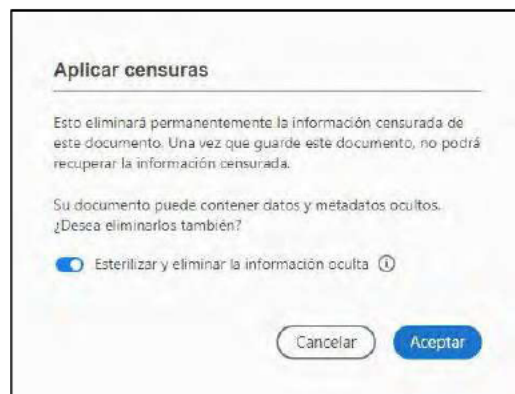 Aplicar censuras
Esto eliminará permanentemente la información censurada de
este documento. Una vez que guarde este documento, no podrá
recuperar la información censurada.
Su documento puede contener datos y metadatos ocultos.
¿Desea eliminarlos también?
Esterilizar y eliminar la información oculta
Cancelar
Aceptar